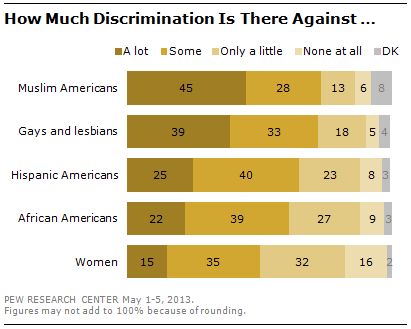 How Much Discrimination Is There Against ...
A lot Some Only a little None at all DK
Muslim Americans 45 28 13 6 8
Gays and lesbians 39 33 18 5 4
Hispanic Americans 25 40 23 8 3
African Americans 22 39 27 9 3
Women 15 35 32 16 2
PEW RESEARCH CENTER May 1-5, 2013.
Figures may not add to 100% because of rounding.